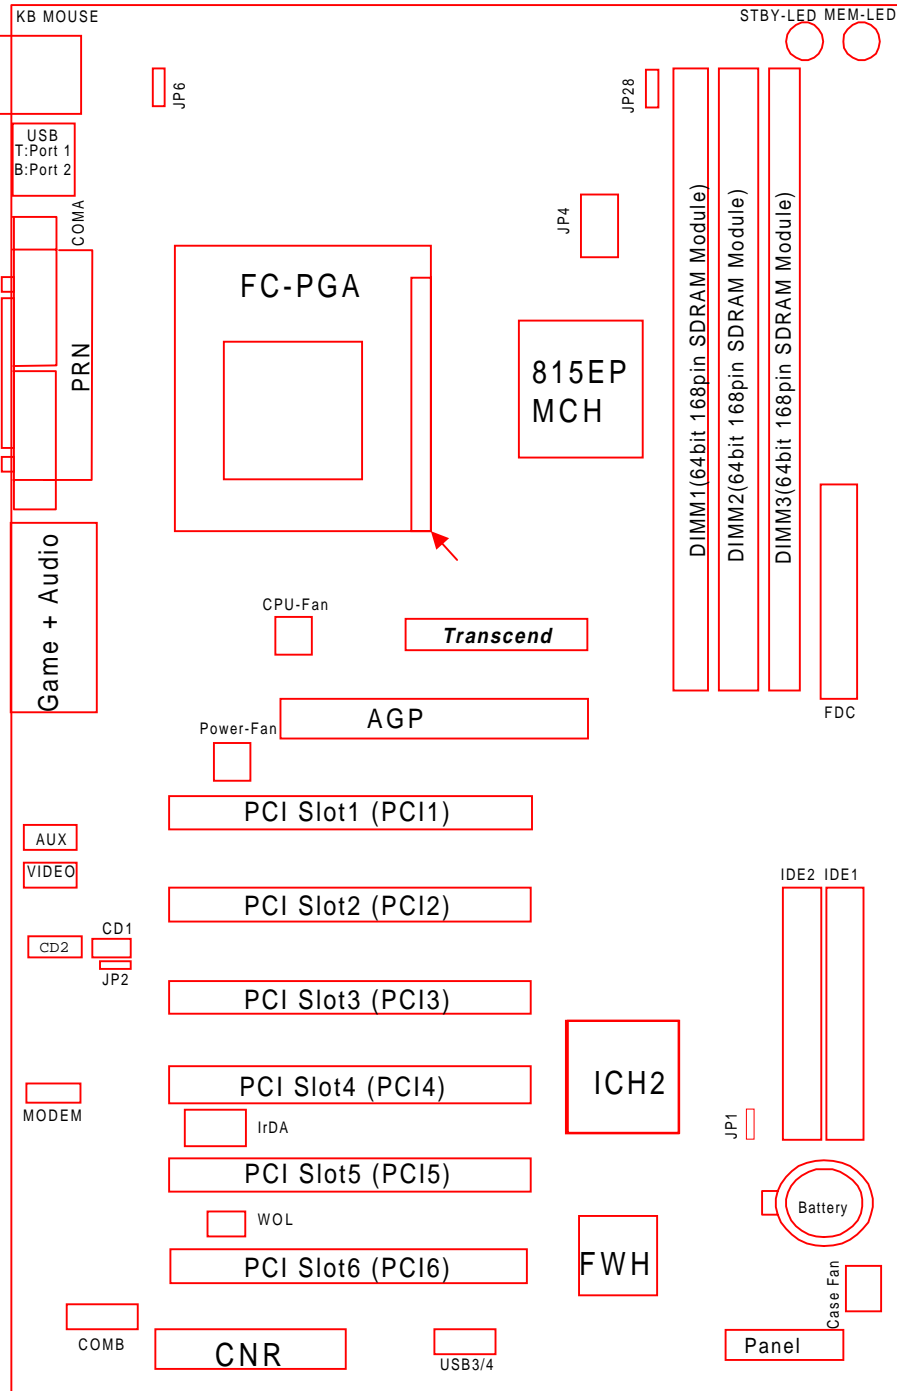 KB MOUSE
STBY-LED
MEM-LED
JP6
JP28
USB
T:Port 1
B:Port 2
COMA
JP4
DIMM1(64bit 168pin SDRAM Module)
DIMM2(64bit 168pin SDRAM Module)
DIMM3(64bit 168pin SDRAM Module)
FC-PGA
PRN
815EP
MCH
Game + Audio
CPU-Fan
Transcend
AGP
FDC
Power-Fan
PCI Slot1 (PCI1)
AUX
VIDEO
IDE2
IDE1
PCI Slot2 (PCI2)
CD1
CD2
JP2
PCI Slot3 (PCI3)
ICH2
PCI Slot4 (PCI4)
MODEM
IrDA
JP1
PCI Slot5 (PCI5)
Battery
WOL
FWH
PCI Slot6 (PCI6)
Case Fan
COMB
CNR
USB3/4
Panel